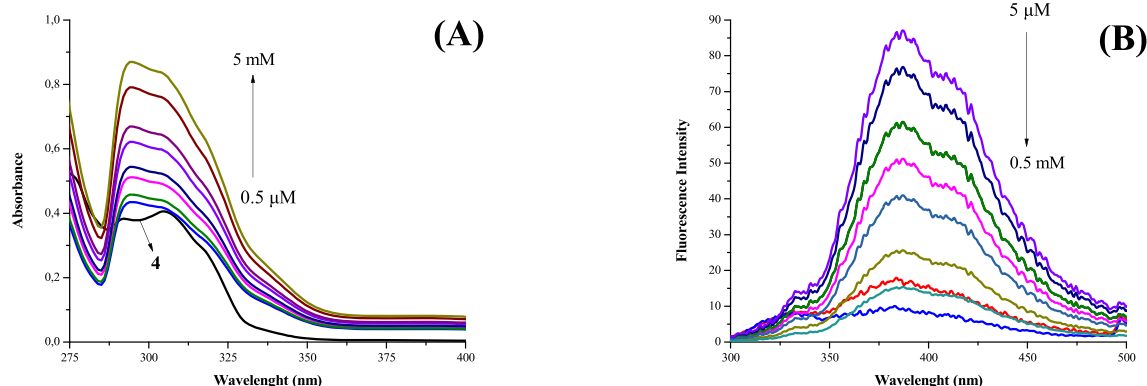 (A)
1,0
0,8
0,6
0,4
0,2
0,0
275
300
325
350
375
400
Absorbance
Wavelenght (nm)
5 mM
0.5 µM
4
(B)
90
80
70
60
50
40
30
20
10
0
300
350
400
450
500
Fluorescence Intensity
Wavelenght (nm)
5 µM
0.5 mM